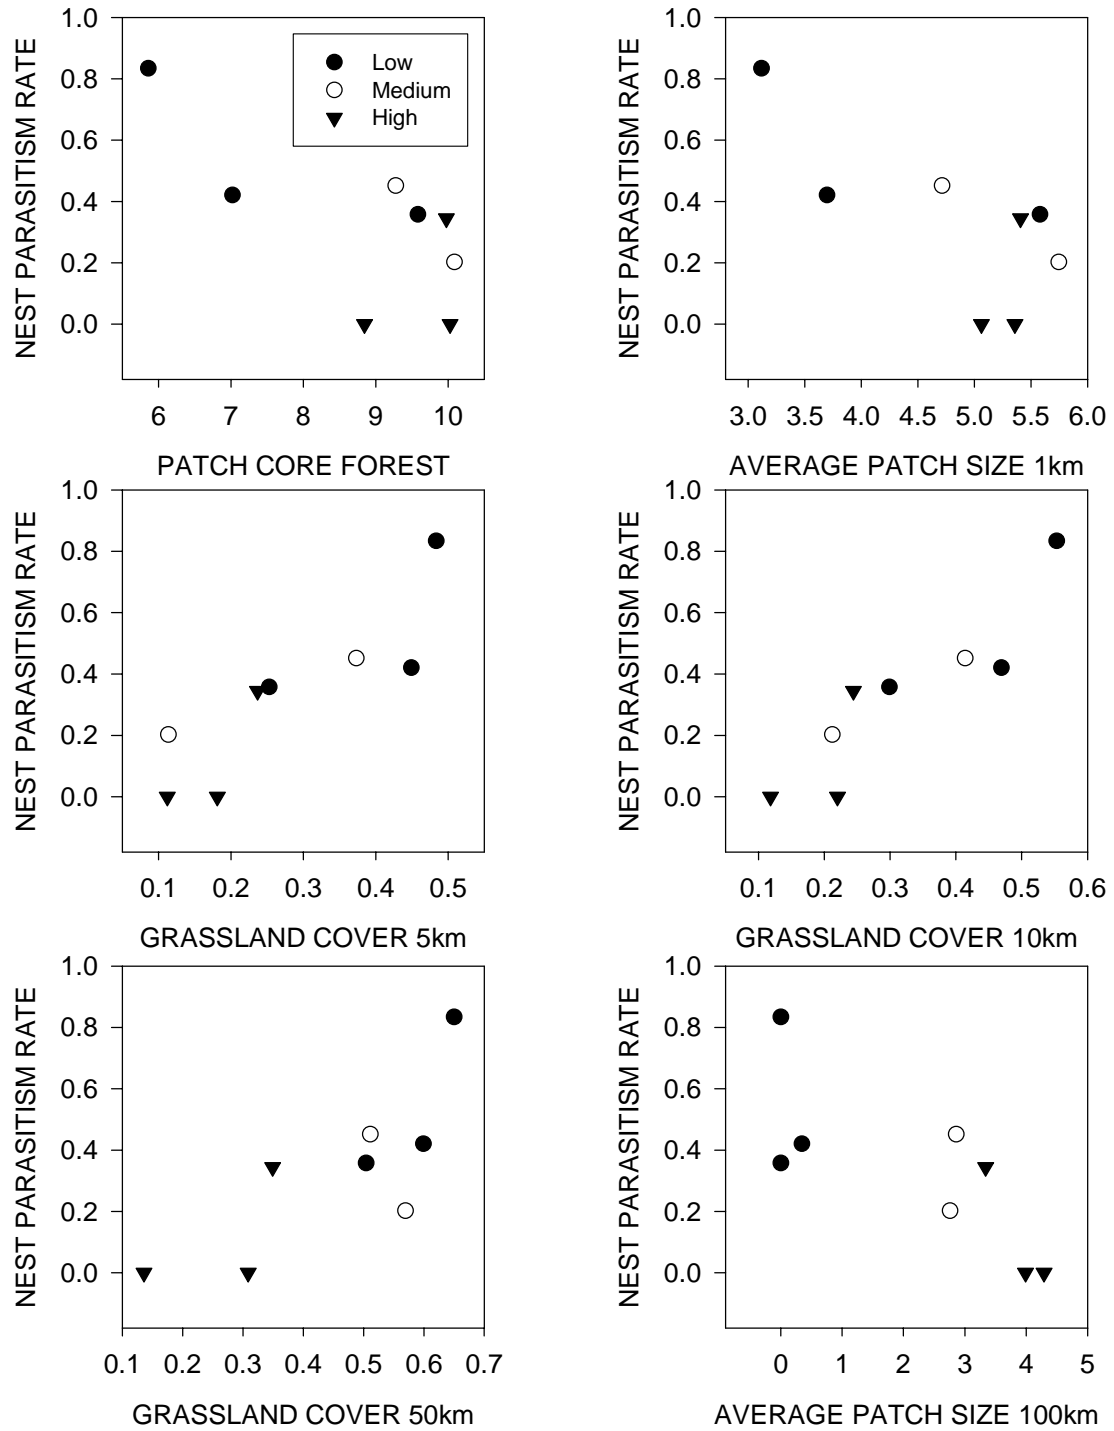 NEST PARASITISM RATE
1.0
0.8
0.6
0.4
0.2
0.0
Low
Medium
High
6 7 8 9 10
PATCH CORE FOREST
NEST PARASITISM RATE
1.0
0.8
0.6
0.4
0.2
0.0
3.0 3.5 4.0 4.5 5.0 5.5 6.0
AVERAGE PATCH SIZE 1km
NEST PARASITISM RATE
1.0
0.8
0.6
0.4
0.2
0.0
0.1 0.2 0.3 0.4 0.5
GRASSLAND COVER 5km
NEST PARASITISM RATE
1.0
0.8
0.6
0.4
0.2
0.0
0.1 0.2 0.3 0.4 0.5 0.6
GRASSLAND COVER 10km
NEST PARASITISM RATE
1.0
0.8
0.6
0.4
0.2
0.0
0.1 0.2 0.3 0.4 0.5 0.6 0.7
GRASSLAND COVER 50km
NEST PARASITISM RATE
1.0
0.8
0.6
0.4
0.2
0.0
0 1 2 3 4 5
AVERAGE PATCH SIZE 100km